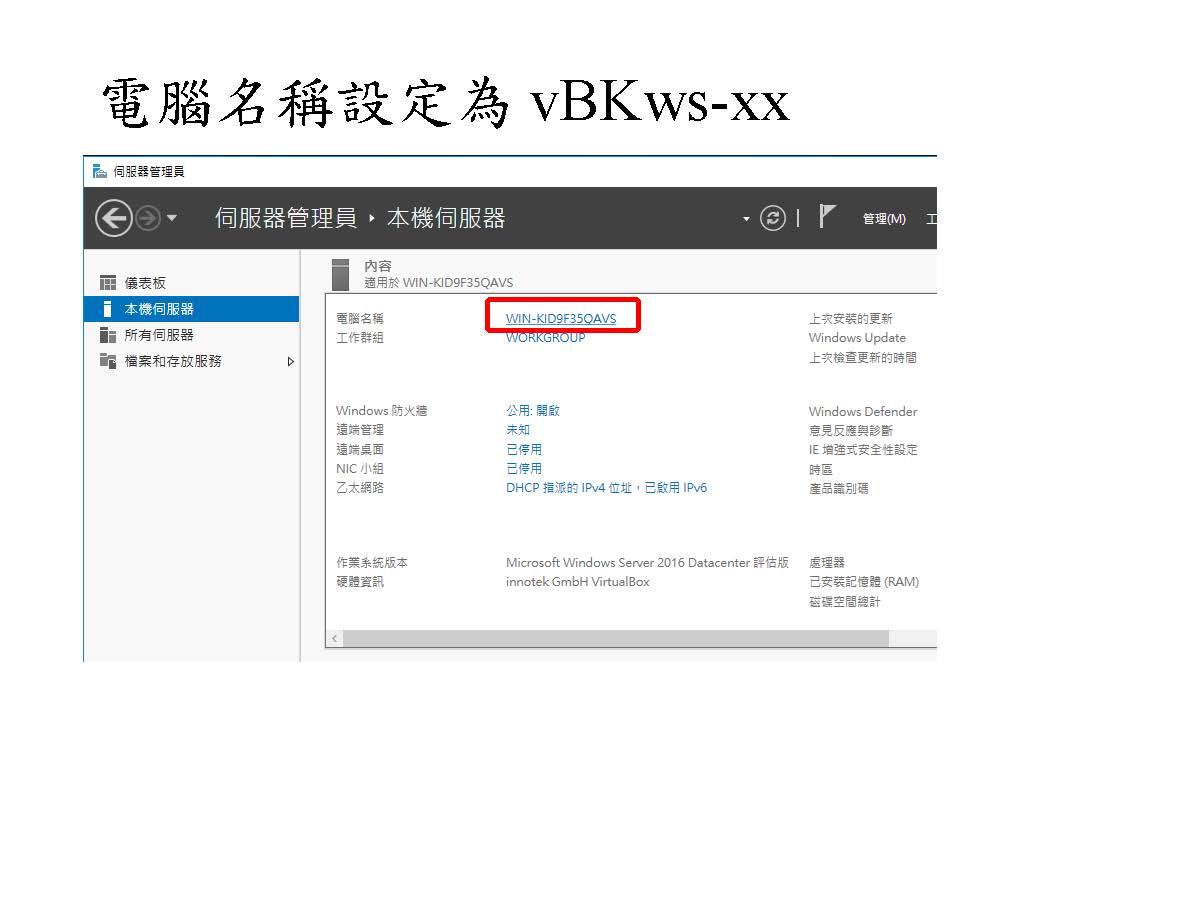 電腦名稱設定為 vBKws-xx
伺服器管理員
伺服器管理員 ‣ 本機伺服器
管理(M) 工
儀表板
本機伺服器
所有伺服器
檔案和存放服務
內容
適用於 WIN-KID9F35QAVS
電腦名稱 WIN-KID9F35QAVS 上次安裝的更新
工作群組 WORKGROUP Windows Update
上次檢查更新的時間
Windows 防火牆 公用: 開啟 Windows Defender
遠端管理 未知 意見反應與診斷
遠端桌面 已停用 IE 增強式安全性設定
NIC 小組 已停用 時區
乙太網路 DHCP 指派的 IPv4 位址，已啟用 IPv6 產品識別碼
作業系統版本 Microsoft Windows Server 2016 Datacenter 評估版 處理器
硬體資訊 innotek GmbH VirtualBox 已安裝記憶體 (RAM)
磁碟空間總計